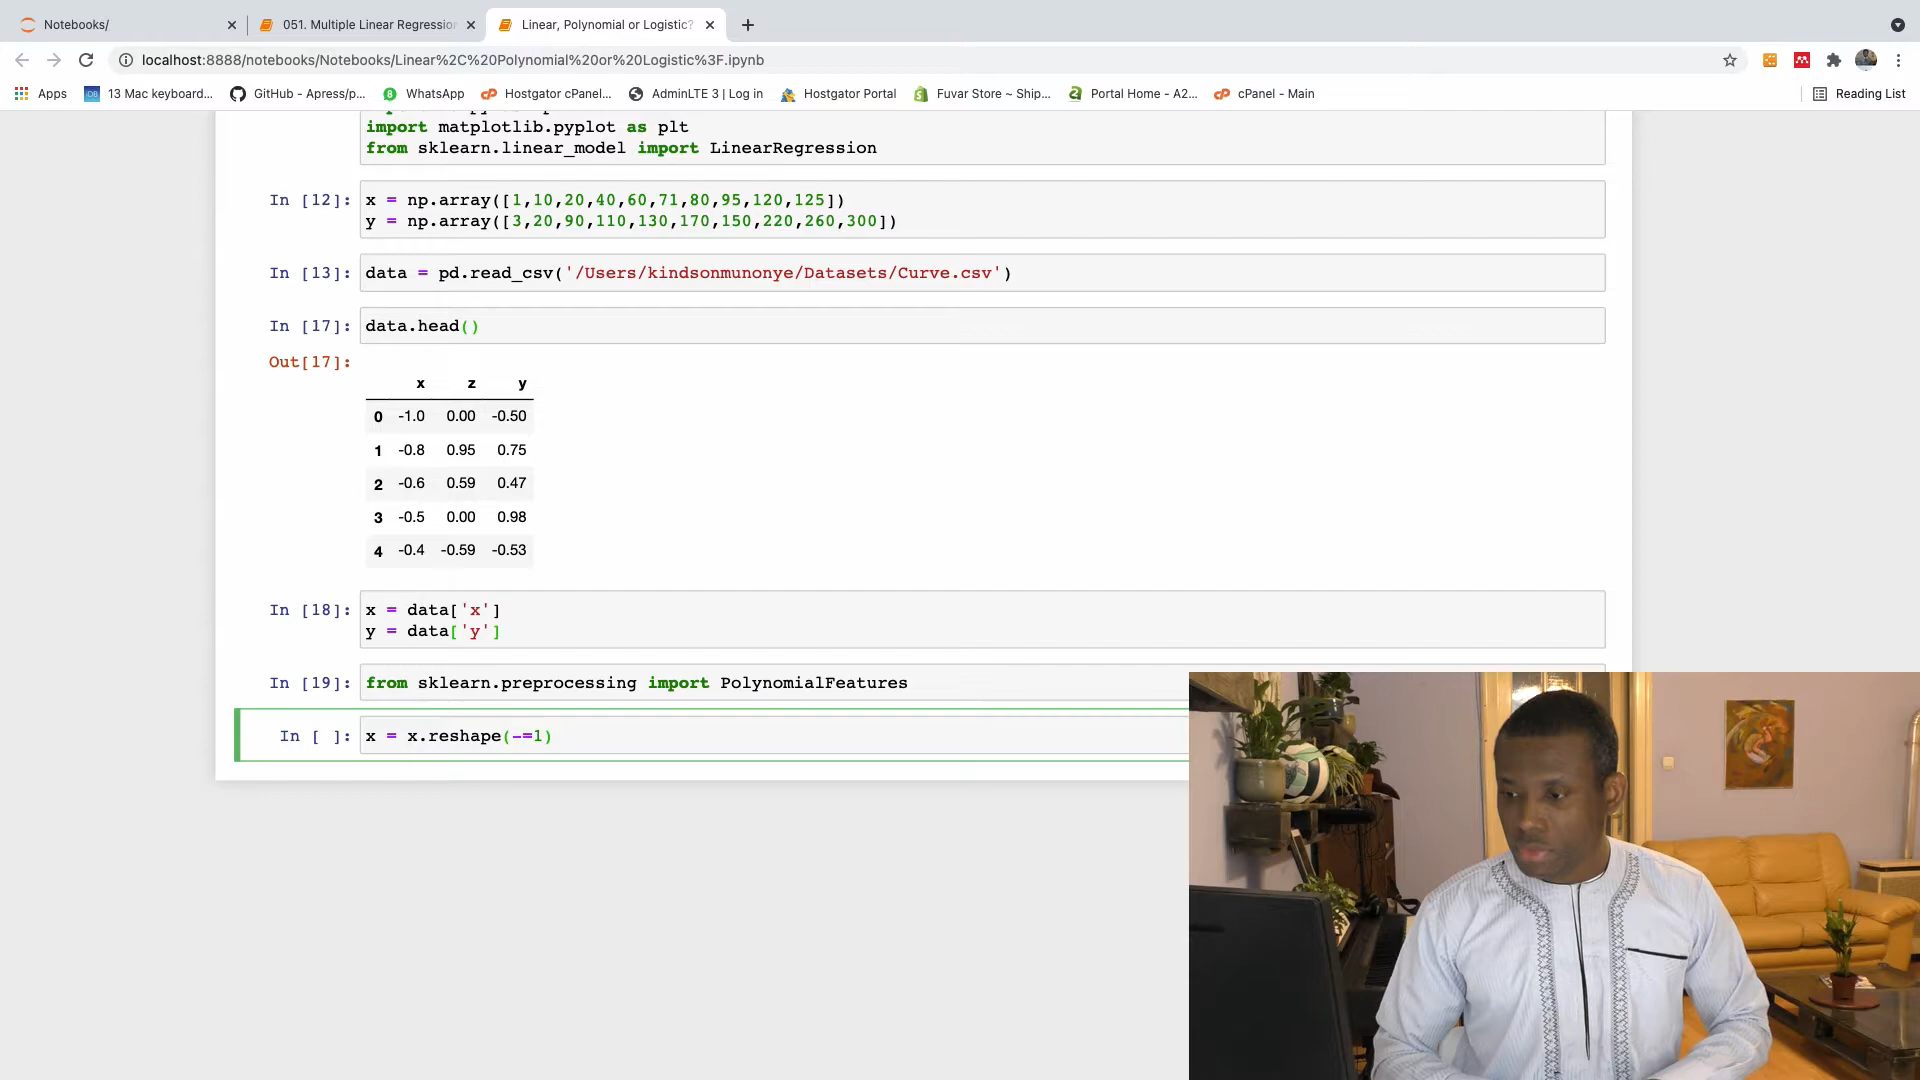 Notebooks/
051. Multiple Linear Regression
Linear, Polynomial or Logistic?
localhost:8888/notebooks/Notebooks/Linear%2C%20Polynomial%20or%20Logistic%3F.ipynb
Apps
13 Mac keyboard...
GitHub - Apress/p...
WhatsApp
Hostgator cPanel...
AdminLTE 3 | Log in
Hostgator Portal
Fuvar Store ~ Ship...
Portal Home - A2...
cPanel - Main
Reading List
import matplotlib.pyplot as plt
from sklearn.linear_model import LinearRegression
In [12]: x = np.array([1,10,20,40,60,71,80,95,120,125])
y = np.array([3,20,90,110,130,170,150,220,260,300])
In [13]: data = pd.read_csv('/Users/kindsonmunonye/Datasets/Curve.csv')
In [17]: data.head()
Out[17]:
x z y
0 -1.0 0.00 -0.50
1 -0.8 0.95 0.75
2 -0.6 0.59 0.47
3 -0.5 0.00 0.98
4 -0.4 -0.59 -0.53
In [18]: x = data['x']
y = data['y']
In [19]: from sklearn.preprocessing import PolynomialFeatures
In [ ]: x = x.reshape(-=1)